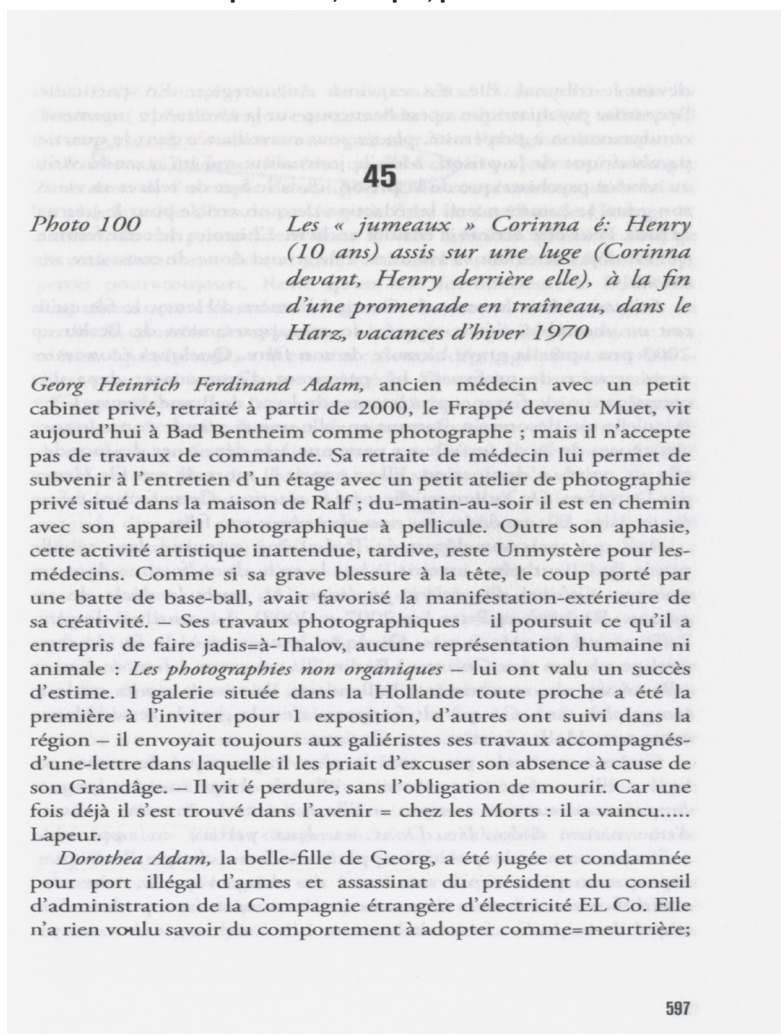 45
Photo 100
Les « jumeaux » Corinna é: Henry
(10 ans) assis sur une luge (Corinna
devant, Henry derrière elle), à la fin
d'une promenade en traîneau, dans le
Harz, vacances d'hiver 1970
Georg Heinrich Ferdinand Adam, ancien médecin avec un petit
cabinet privé, retraité à partir de 2000, le Frappé devenu Muet, vit
aujourd'hui à Bad Bentheim comme photographe ; mais il n'accepte
pas de travaux de commande. Sa retraite de médecin lui permet de
subvenir à l'entretien d'un étage avec un petit atelier de photographie
privé situé dans la maison de Ralf ; du-matin-au-soir il est en chemin
avec son appareil photographique à pellicule. Outre son aphasie,
cette activité artistique inattendue, tardive, reste Unmystère pour les-
médecins. Comme si sa grave blessure à la tête, le coup porté par
une batte de base-ball, avait favorisé la manifestation-extérieure de
sa créativité. – Ses travaux photographiques il poursuit ce qu'il a
entrepris de faire jadis=à-Thalov, aucune représentation humaine ni
animale : Les photographies non organiques – lui ont valu un succès
d'estime. 1 galerie située dans la Hollande toute proche a été la
première à l'inviter pour 1 exposition, d'autres ont suivi dans la
région – il envoyait toujours aux galiéristes ses travaux accompagnés-
d'une-lettre dans laquelle il les priait d'excuser son absence à cause de
son Grandâge. – Il vit é perdure, sans l'obligation de mourir. Car une
fois déjà il s'est trouvé dans l'avenir = chez les Morts : il a vaincu.....
Lapeur.
Dorothea Adam, la belle-fille de Georg, a été jugée et condamnée
pour port illégal d'armes et assassinat du président du conseil
d'administration de la Compagnie étrangère d'électricité EL Co. Elle
n'a rien voulu savoir du comportement à adopter comme=meurtrière;
597